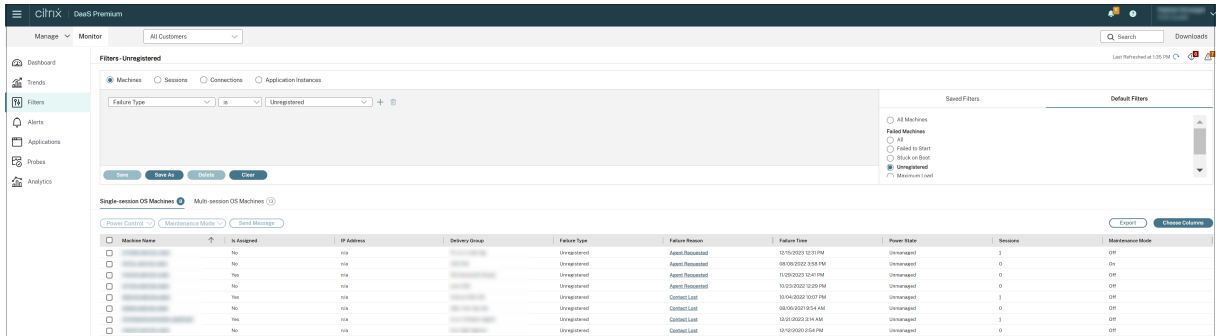 citrix DaaS Premium
Manage Monitor All Customers Search Downloads
Dashboard
Trends
Filters
Alerts
Applications
Probes
Analytics
Filters - Unregistered Last Refreshed at 1:35 PM
Machines Sessions Connections Application Instances
Failure Type is Unregistered
Save Save As Delete Clear
Saved Filters Default Filters
All Machines
Failed Machines
All
Failed to Start
Stuck on Boot
Unregistered
Maximum Load
Single-session OS Machines 8 Multi-session OS Machines 13
Power Control Maintenance Mode Send Message Export Choose Columns
Machine Name Is Assigned IP Address Delivery Group Failure Type Failure Reason Failure Time Power State Sessions Maintenance Mode
No n/a Unregistered Agent Requested 12/15/2023 12:31 PM Unmanaged 1 Off
No n/a Unregistered Agent Requested 08/08/2022 3:58 PM Unmanaged 0 On
Yes n/a Unregistered Agent Requested 11/29/2023 12:41 PM Unmanaged 0 Off
No n/a Unregistered Agent Requested 10/23/2022 12:29 PM Unmanaged 0 Off
Yes n/a Unregistered Contact Lost 10/04/2022 10:07 PM Unmanaged 1 Off
No n/a Unregistered Contact Lost 08/06/2021 9:54 AM Unmanaged 0 Off
Yes n/a Unregistered Contact Lost 12/21/2023 3:14 AM Unmanaged 1 Off
No n/a Unregistered Contact Lost 12/12/2020 2:54 PM Unmanaged 0 Off